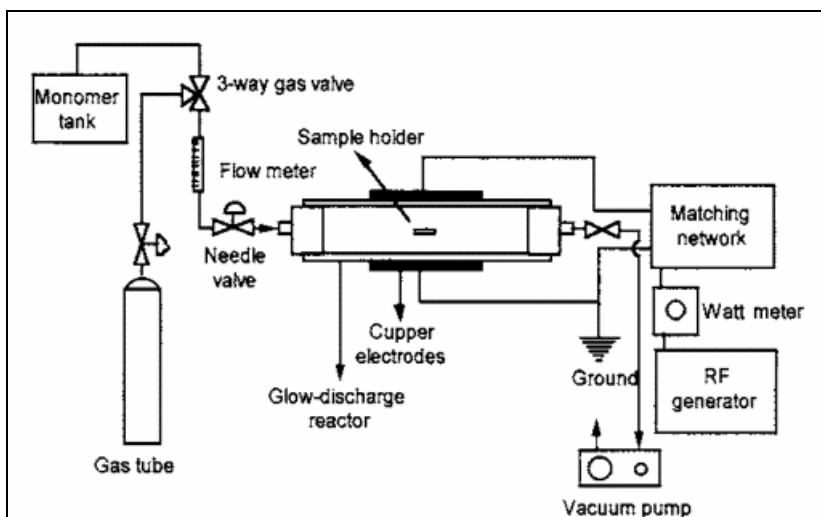 Monomer
tank
3-way gas valve
Sample holder
Flow meter
Matching
network
Needle
valve
Watt meter
Cupper
electrodes
Ground
RF
generator
Glow-discharge
reactor
Gas tube
Vacuum pump